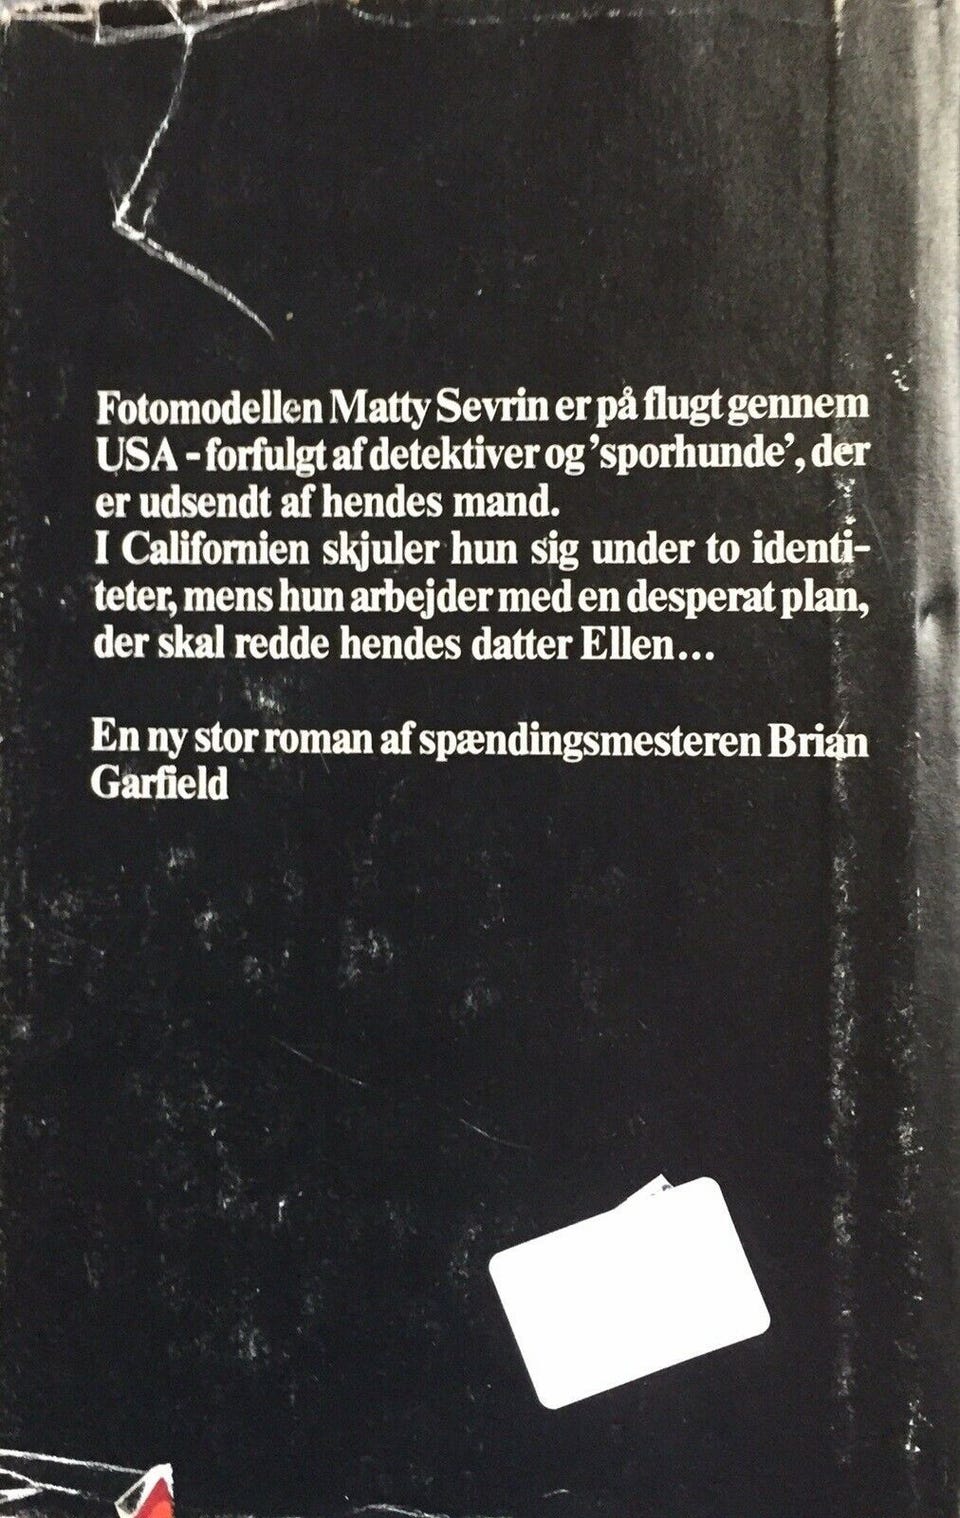 Fotomodellen Matty Sevrin er på flugt gennem
USA - forfulgt af detektiver og ’sporhunde’, der
er udsendt af hendes mand.
I Californien skjuler hun sig under to identi-
teter, mens hun arbejder med en desperat plan,
der skal redde hendes datter Ellen...
En ny stor roman af spændingsmesteren Brian
Garfield